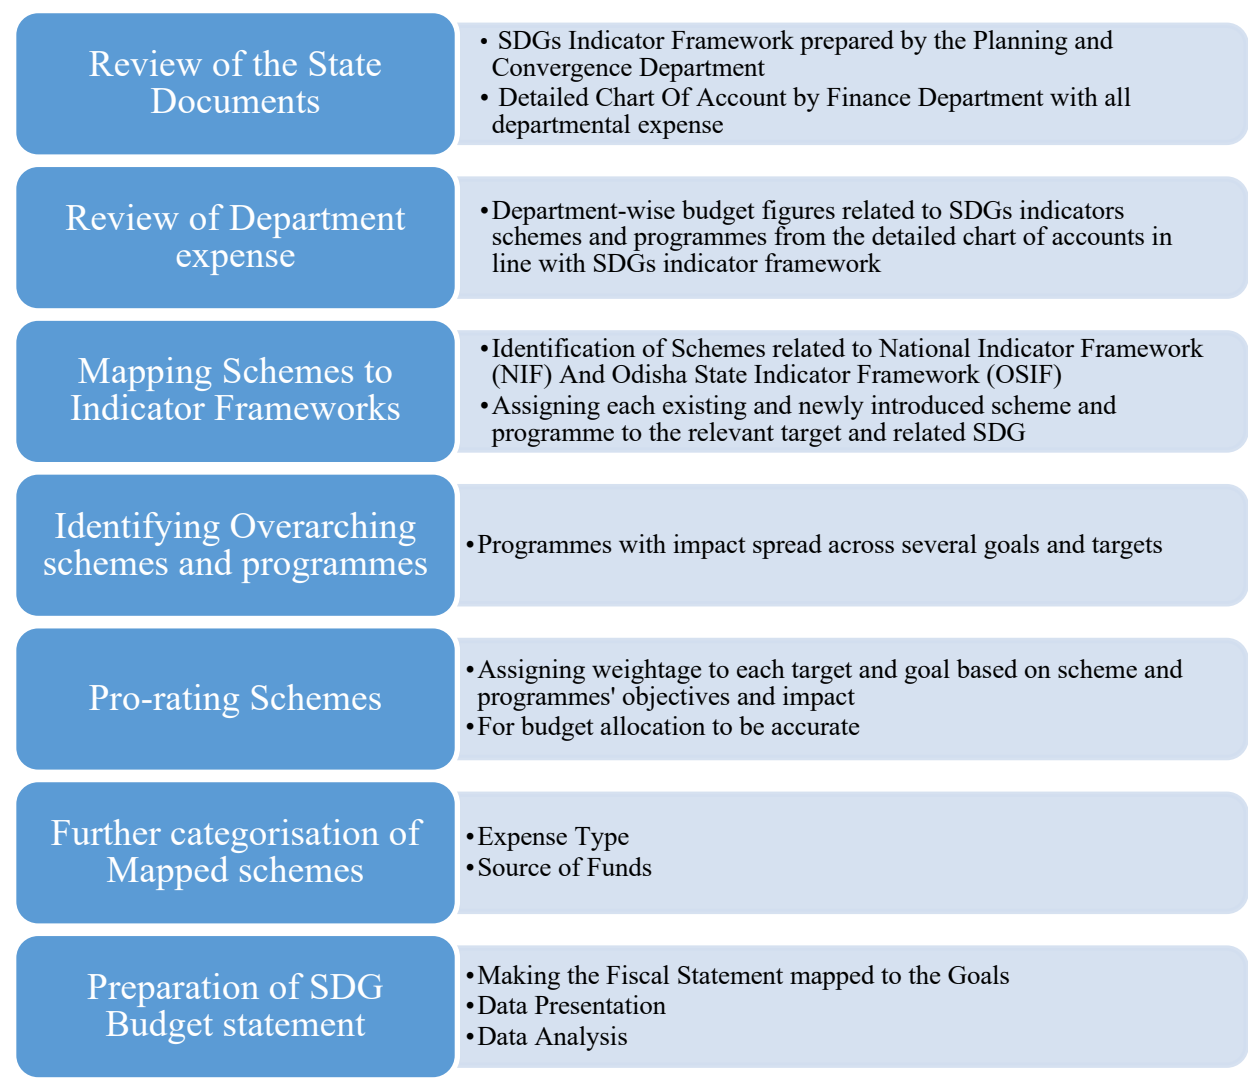 Review of the State
Documents
• SDGs Indicator Framework prepared by the Planning and
Convergence Department
• Detailed Chart Of Account by Finance Department with all
departmental expense
Review of Department
expense
•Department-wise budget figures related to SDGs indicators
schemes and programmes from the detailed chart of accounts in
line with SDGs indicator framework
Mapping Schemes to
Indicator Frameworks
•Identification of Schemes related to National Indicator Framework
(NIF) And Odisha State Indicator Framework (OSIF)
•Assigning each existing and newly introduced scheme and
programme to the relevant target and related SDG
Identifying Overarching
schemes and programmes
•Programmes with impact spread across several goals and targets
Pro-rating Schemes
•Assigning weightage to each target and goal based on scheme and
programmes' objectives and impact
•For budget allocation to be accurate
Further categorisation of
Mapped schemes
•Expense Type
•Source of Funds
Preparation of SDG
Budget statement
•Making the Fiscal Statement mapped to the Goals
•Data Presentation
•Data Analysis